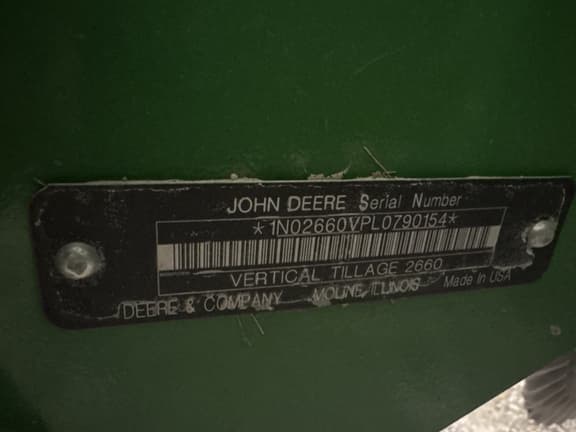 JOHN DEERE Serial Number
*1N02660VPL0790154*
VERTICAL TILLAGE 2660
DEERE & COMPANY MOLINE, ILLINOIS Made In USA